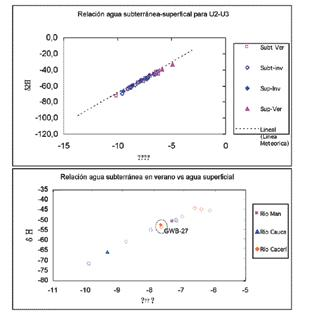 Relación agua subterránea-superfical para U2-U3
0,0
-20,0
-40,0
-60,0
-80,0
-100,0
-120,0
δ2H
-15
-10
-5
0
????
Subt-Ver
Subt-inv
Sup-Inv
Sup-Ver
Lineal
(Linea
Meteorica)
Relación agua subterránea en verano vs agua superficial
-35
-40
-45
-50
-55
-60
-65
-70
-75
-80
δ H
GWB-27
-11
-10
-9
-8
-7
-6
-5
??? ?
Rio Man
Rio Cauca
Rio Caceri